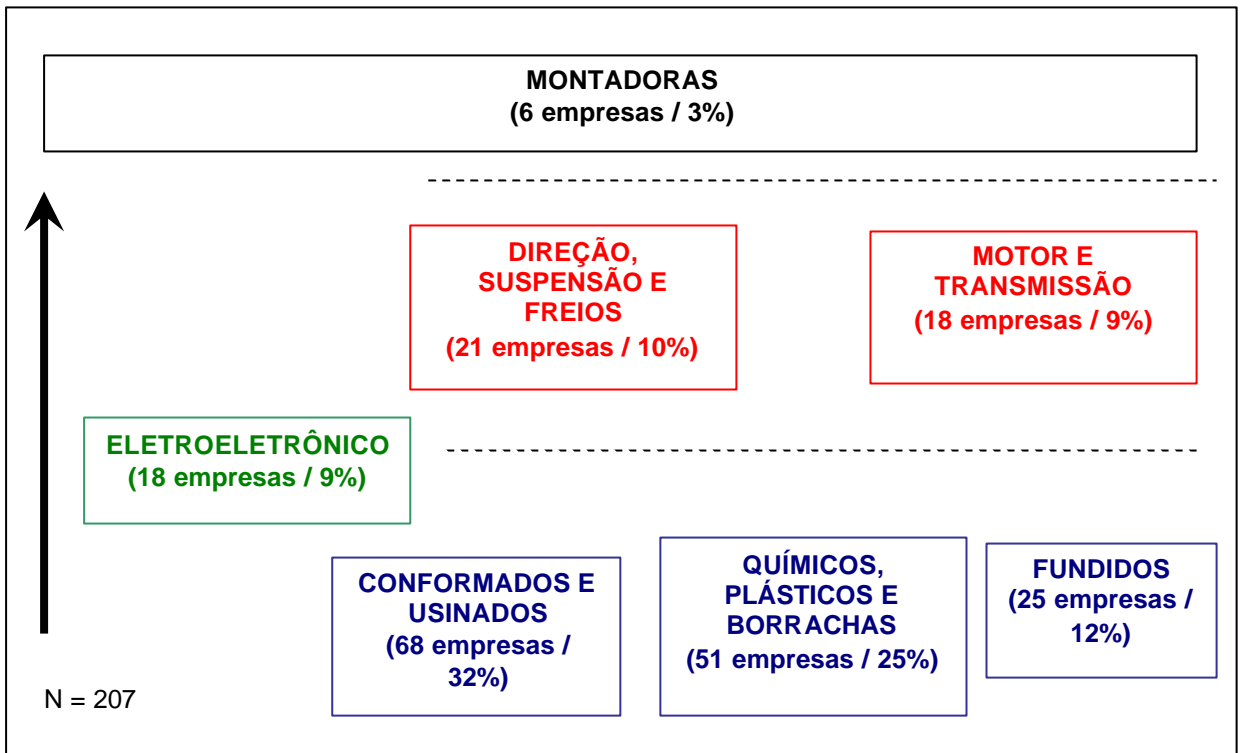 MONTADORAS
(6 empresas / 3%)
DIREÇÃO,
SUSPENSÃO E
FREIOS
(21 empresas / 10%)
MOTOR E
TRANSMISSÃO
(18 empresas / 9%)
ELETROELETRÔNICO
(18 empresas / 9%)
CONFORMADOS E
USINADOS
(68 empresas /
32%)
QUÍMICOS,
PLÁSTICOS E
BORRACHAS
(51 empresas / 25%)
FUNDIDOS
(25 empresas /
12%)
N = 207